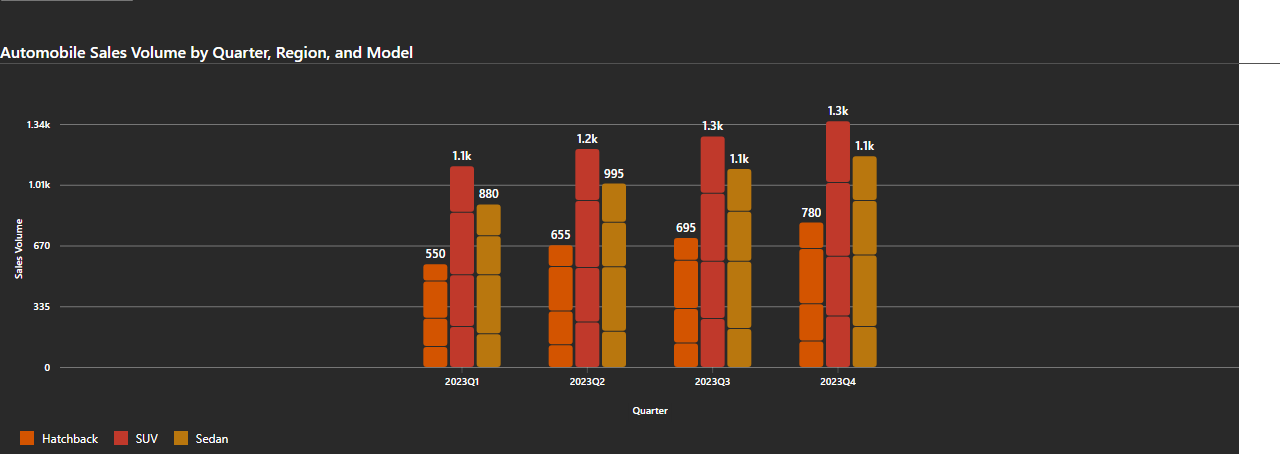 Automobile Sales Volume by Quarter, Region, and Model
1.34k
1.01k
670
335
0
Sales Volume
550
1.1k
880
655
1.2k
995
695
1.3k
1.1k
780
1.3k
1.1k
2023Q1
2023Q2
2023Q3
2023Q4
Quarter
Hatchback
SUV
Sedan